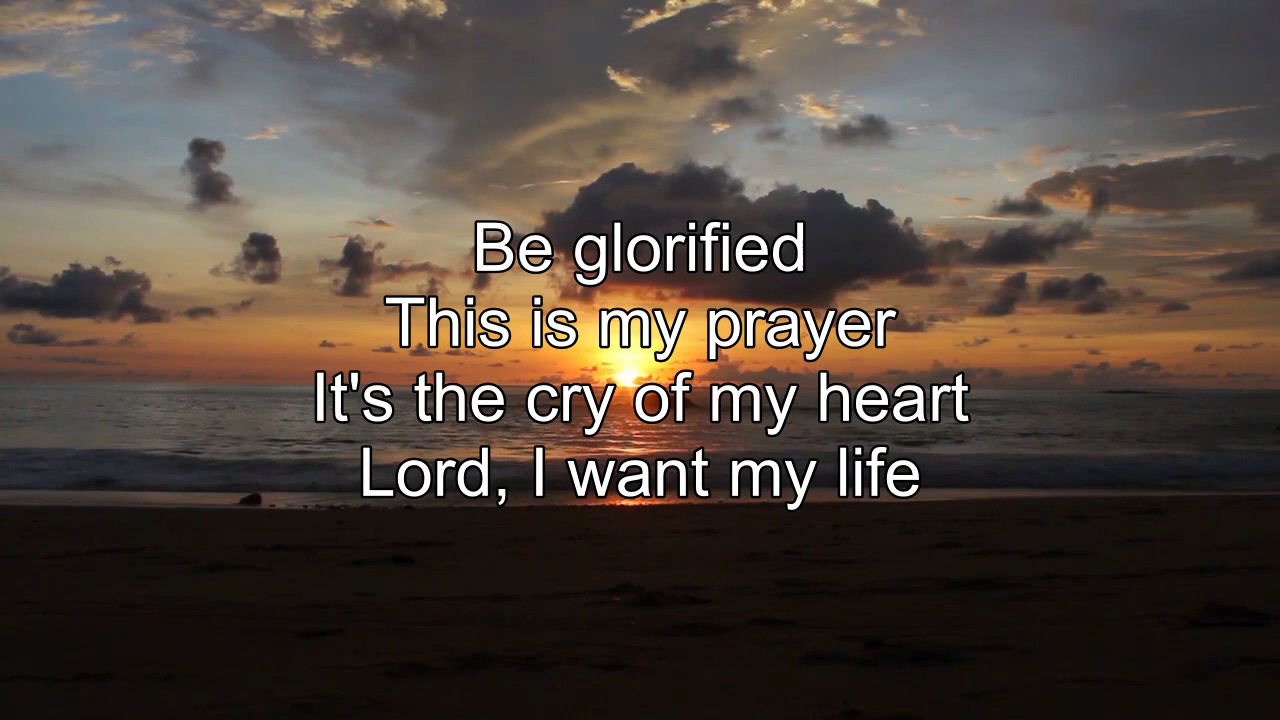 Be glorified
This is my prayer
It's the cry of my heart
Lord, I want my life